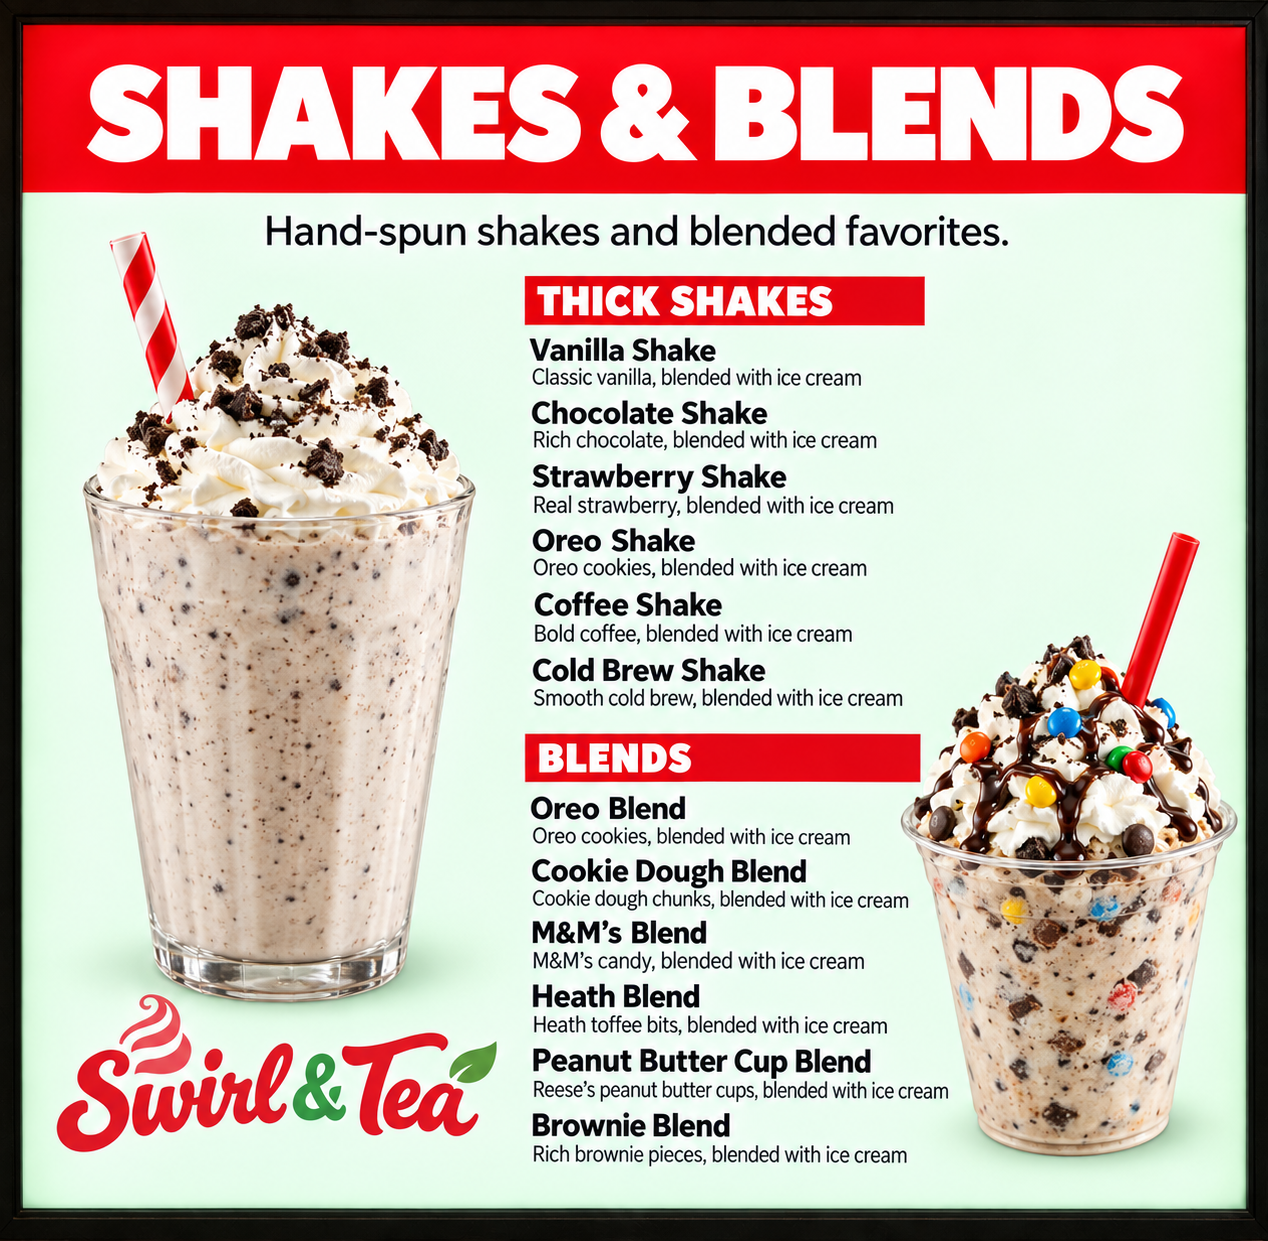 SHAKES & BLENDS
Hand-spun shakes and blended favorites.
THICK SHAKES
Vanilla Shake
Classic vanilla, blended with ice cream
Chocolate Shake
Rich chocolate, blended with ice cream
Strawberry Shake
Real strawberry, blended with ice cream
Oreo Shake
Oreo cookies, blended with ice cream
Coffee Shake
Bold coffee, blended with ice cream
Cold Brew Shake
Smooth cold brew, blended with ice cream
BLENDS
Oreo Blend
Oreo cookies, blended with ice cream
Cookie Dough Blend
Cookie dough chunks, blended with ice cream
M&M's Blend
M&M's candy, blended with ice cream
Heath Blend
Heath toffee bits, blended with ice cream
Peanut Butter Cup Blend
Reese's peanut butter cups, blended with ice cream
Brownie Blend
Rich brownie pieces, blended with ice cream
Swirl & Tea